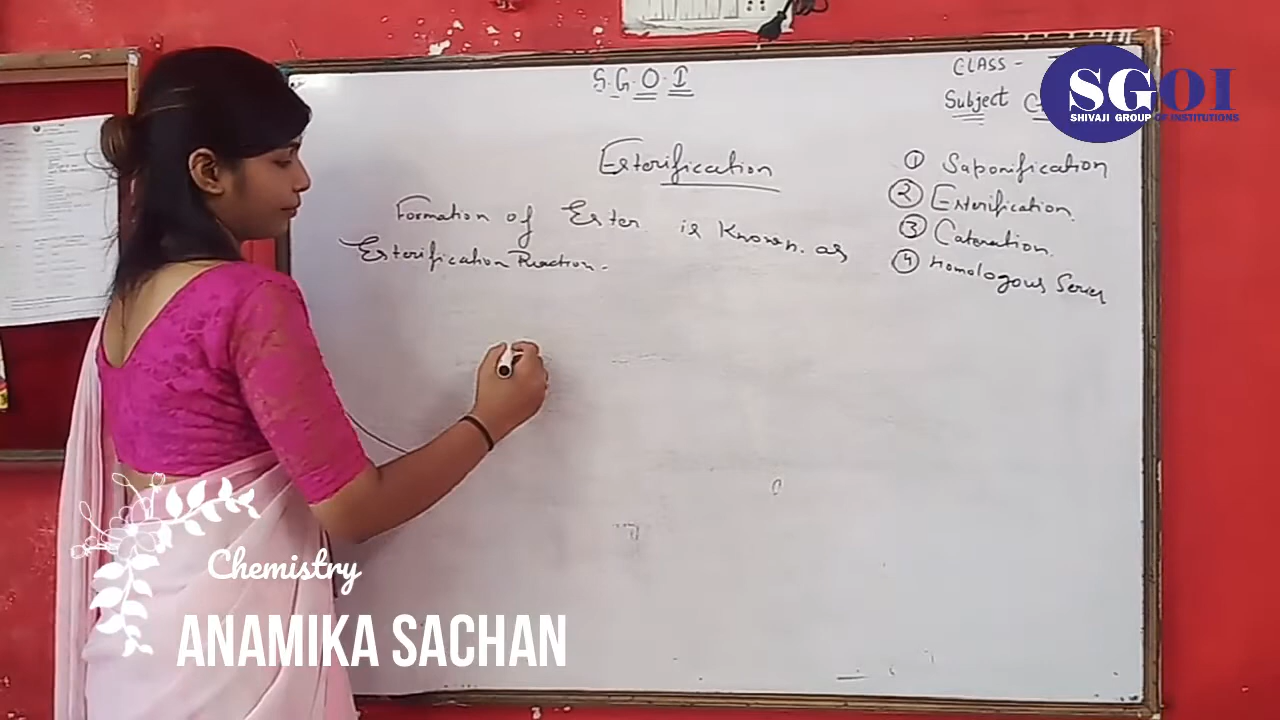 S.G.O.I
CLASS -
Subject
SGOI
SHIVAJI GROUP OF INSTITUTIONS
Esterification
Formation of Ester is Known as
Esterification Reaction.
① Saponification
② Esterification
③ Catenation.
④ Homologous Series
Chemistry
ANAMIKA SACHAN